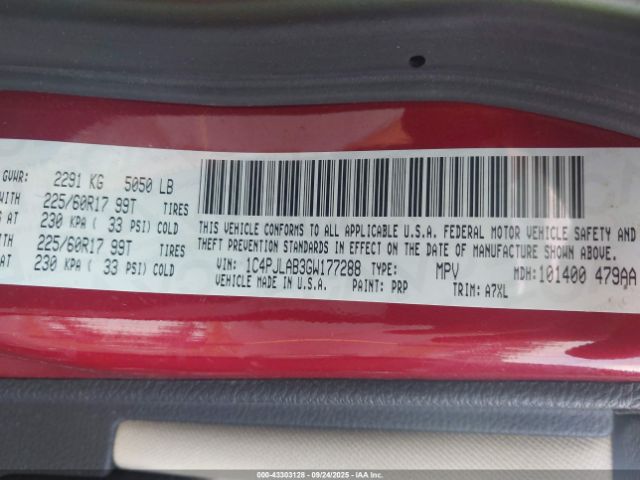 GVWR: 2291 KG 5050 LB
WITH 225/60R17 99T TIRES
AT 230 KPA ( 33 PSI) COLD
225/60R17 99T TIRES
AT 230 KPA ( 33 PSI) COLD
THIS VEHICLE CONFORMS TO ALL APPLICABLE U.S.A. FEDERAL MOTOR VEHICLE SAFETY AND
THEFT PREVENTION STANDARDS IN EFFECT ON THE DATE OF MANUFACTURE SHOWN ABOVE.
VIN: 1C4PJLAB3GW177288 TYPE: MPV MDH: 101400 479AA
VEHICLE MADE IN U.S.A. PAINT: PRP TRIM: A7XL
000-43303128 - 09/24/2025 - IAAI.COM